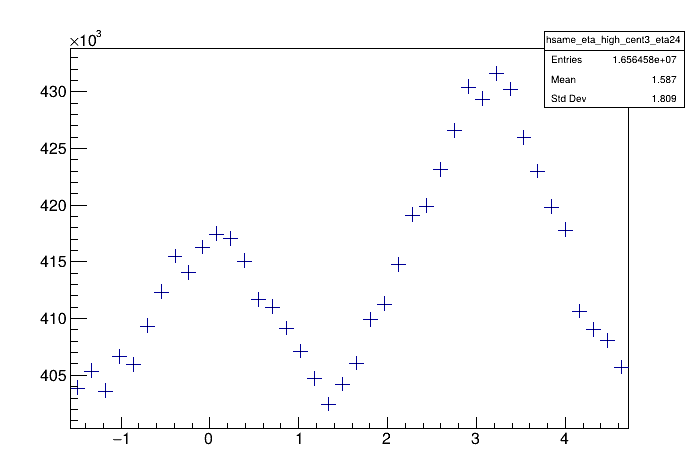 ×10³
hsame_eta_high_cent3_eta24
Entries 1.656458e+07
Mean 1.587
Std Dev 1.809
430
425
420
415
410
405
−1 0 1 2 3 4